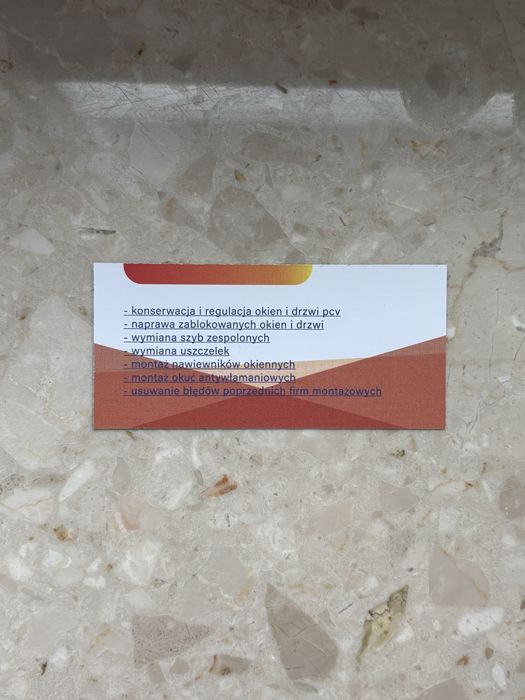 - konserwacja i regulacja okien i drzwi pcv
- naprawa zablokowanych okien i drzwi
- wymiana szyb zespolonych
- wymiana uszczelek
- montaż nawiewników okiennych
- montaż okuć antywłamaniowych
- usuwanie błędów poprzednich firm montażowych